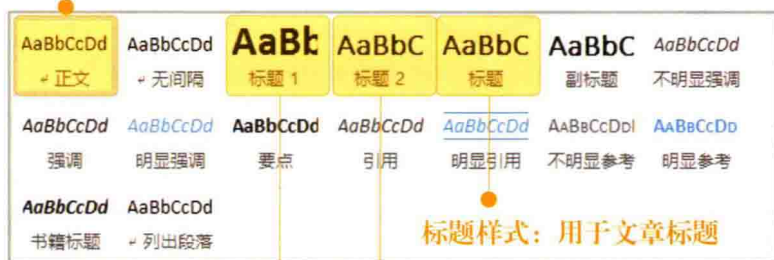 AaBbCcDd AaBbCcDd AaBb AaBbC AaBbC AaBbC AaBbCcDd
↵ 正文 ↵ 无间隔 标题 1 标题 2 标题 副标题 不明显强调
AaBbCcDd AaBbCcDd AaBbCcDd AaBbCcDd AaBbCcDd AABBCCDD AABBCCDD
强调 明显强调 要点 引用 明显引用 不明显参考 明显参考
AaBbCcDd AaBbCcDd
书籍标题 ↵ 列出段落
标题样式：用于文章标题